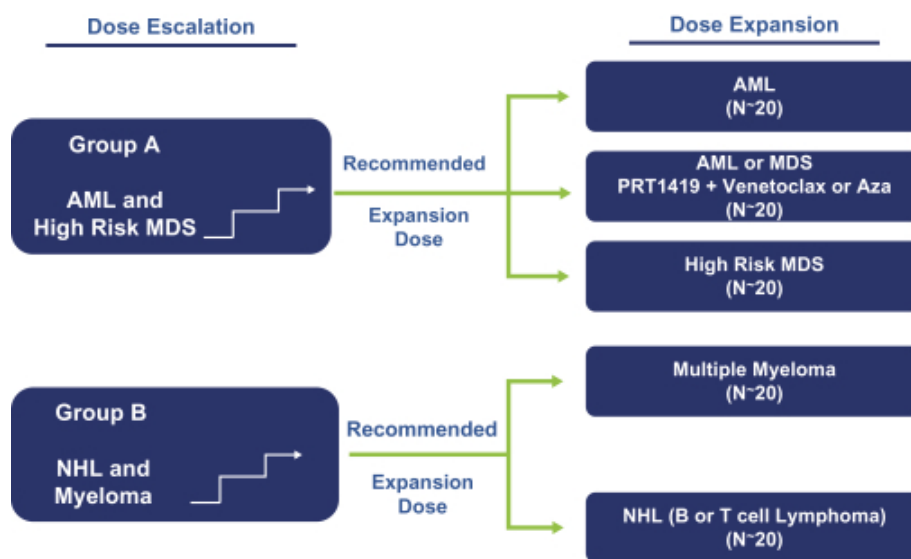 Dose Escalation
Dose Expansion
Group A
AML and
High Risk MDS
Recommended
Expansion
Dose
AML
(N~20)
AML or MDS
PRT1419 + Venetoclax or Aza
(N~20)
High Risk MDS
(N~20)
Group B
NHL and
Myeloma
Recommended
Expansion
Dose
Multiple Myeloma
(N~20)
NHL (B or T cell Lymphoma)
(N~20)